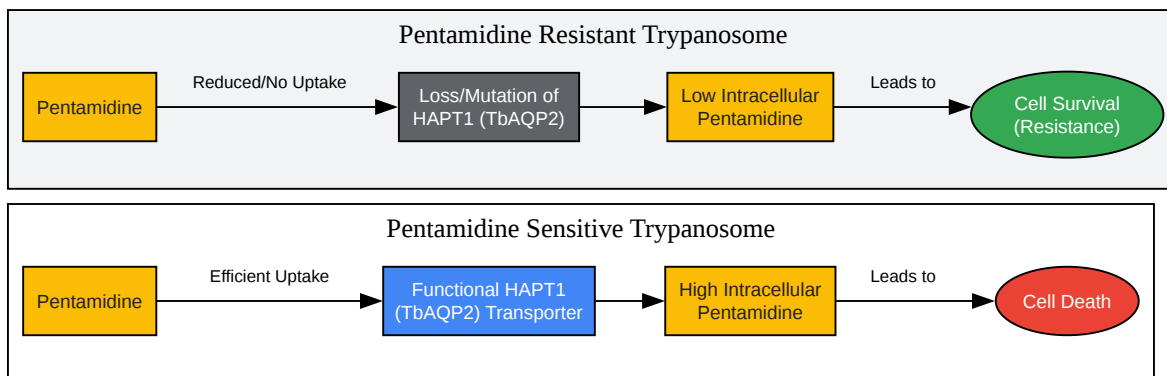 Pentamidine Resistant Trypanosome
Pentamidine
Reduced/No Uptake
Loss/Mutation of
HAPT1 (TbAQP2)
Low Intracellular
Pentamidine
Leads to
Cell Survival
(Resistance)
Pentamidine Sensitive Trypanosome
Pentamidine
Efficient Uptake
Functional HAPT1
(TbAQP2) Transporter
High Intracellular
Pentamidine
Leads to
Cell Death